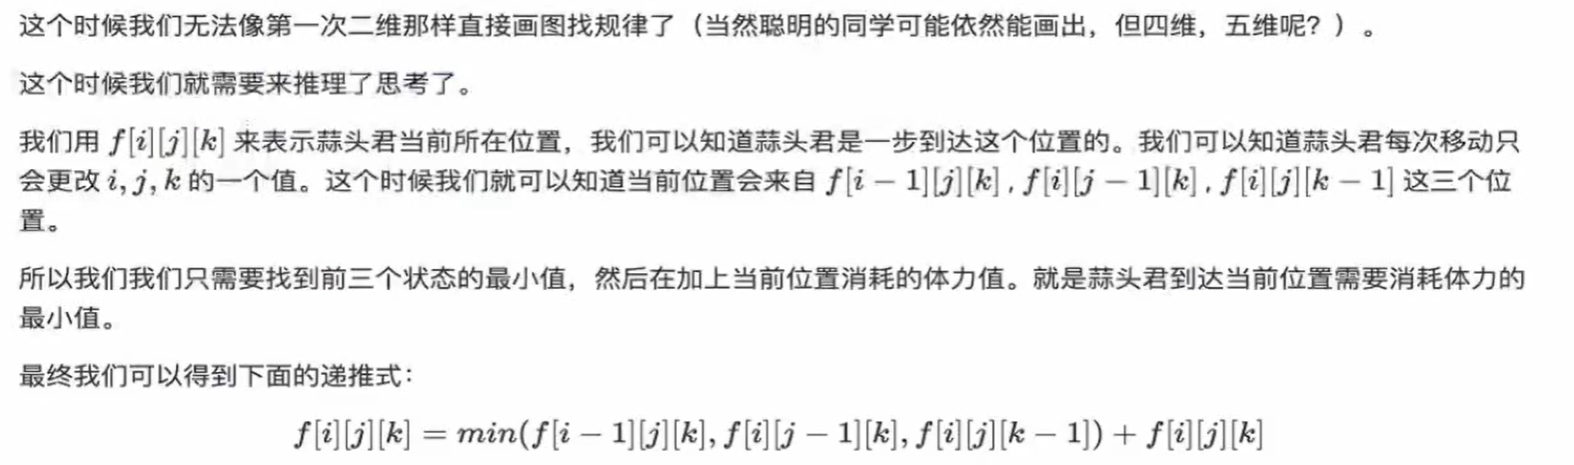 这个时候我们无法像第一次二维那样直接画图找规律了（当然聪明的同学可能依然能画出，但四维，五维呢？）。
这个时候我们就需要来推理了思考了。
我们用 f[i][j][k] 来表示蒜头君当前所在位置，我们可以知道蒜头君是一步到达这个位置的。我们可以知道蒜头君每次移动只
会更改 i, j, k 的一个值。这个时候我们就可以知道当前位置会来自 f[i − 1][j][k] , f[i][j − 1][k] , f[i][j][k − 1] 这三个位
置。
所以我们我们只需要找到前三个状态的最小值，然后在加上当前位置消耗的体力值。就是蒜头君到达当前位置需要消耗体力的
最小值。
最终我们可以得到下面的递推式：
f[i][j][k] = min(f[i − 1][j][k], f[i][j − 1][k], f[i][j][k − 1]) + f[i][j][k]